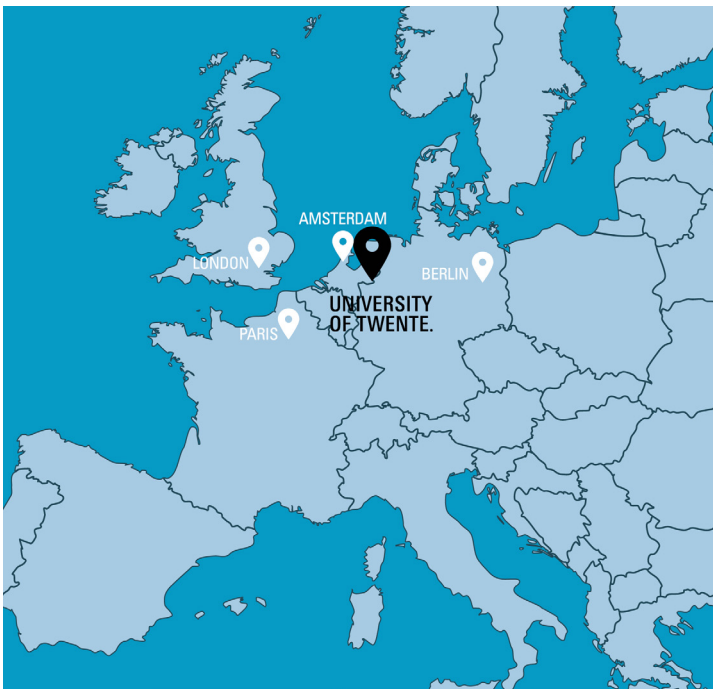 AMSTERDAM
LONDON
BERLIN
UNIVERSITY
OF TWENTE.
PARIS